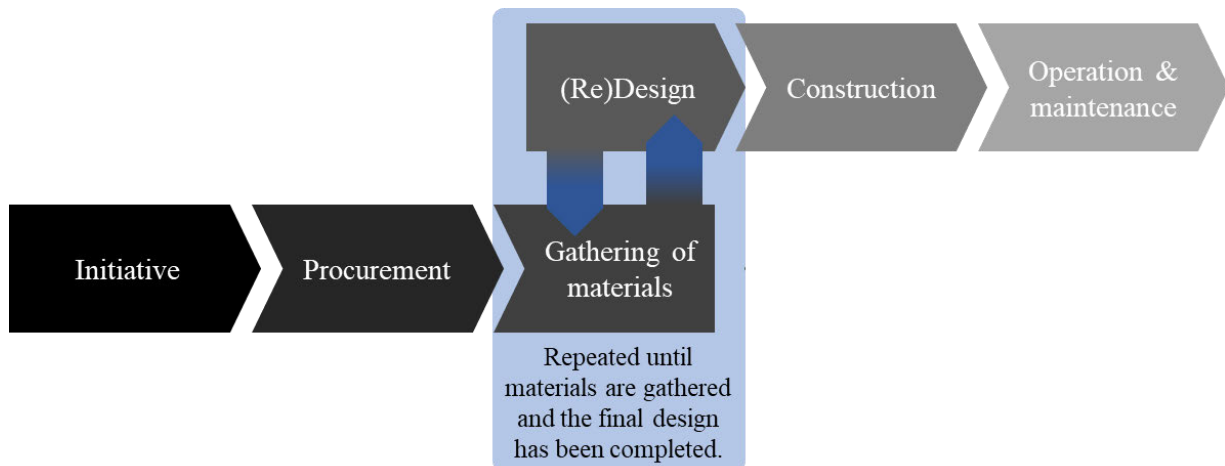 (Re)Design
Construction
Operation &
maintenance
Initiative
Procurement
Gathering of
materials
Repeated until
materials are gathered
and the final design
has been completed.